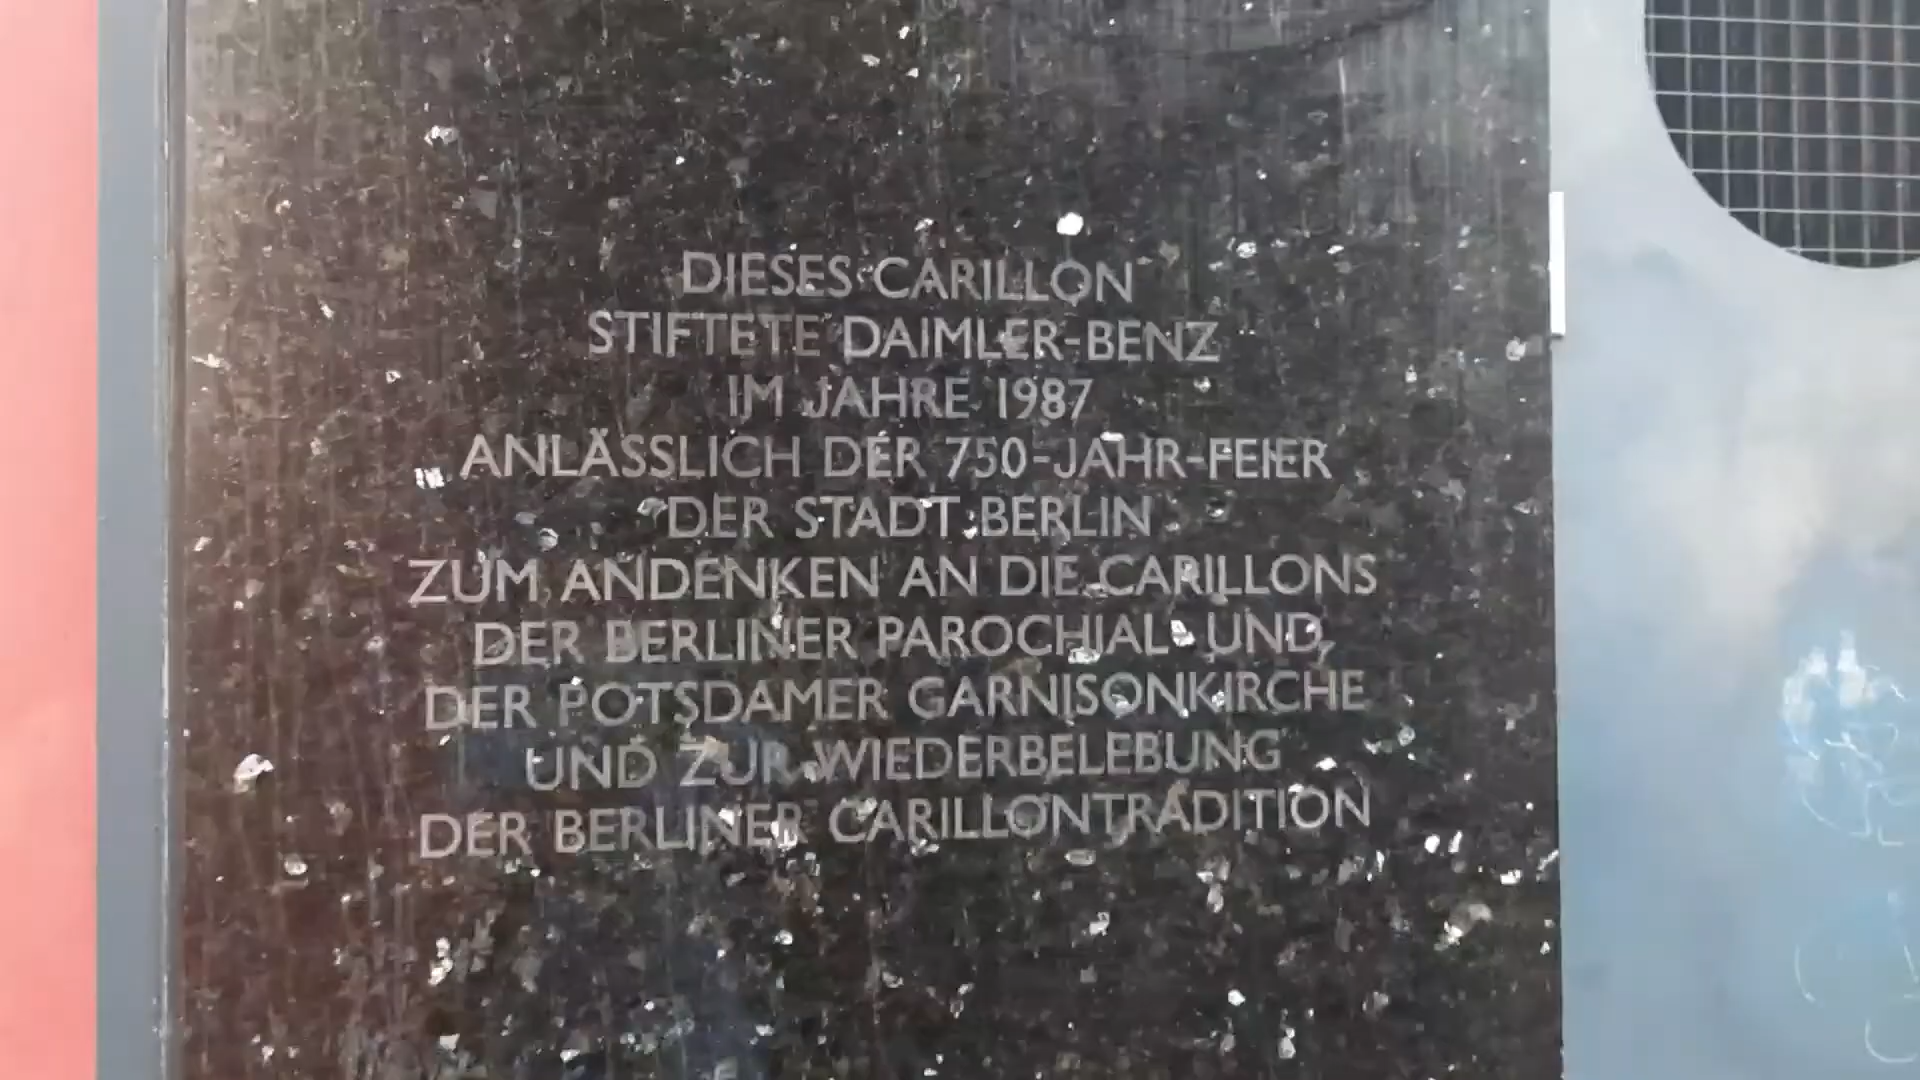 DIESES CARILLON
STIFTETE DAIMLER-BENZ
IM JAHRE 1987
ANLÄSSLICH DER 750-JAHR-FEIER
DER STADT BERLIN
ZUM ANDENKEN AN DIE CARILLONS
DER BERLINER PAROCHIAL- UND
DER POTSDAMER GARNISONKIRCHE
UND ZUR WIEDERBELEBUNG
DER BERLINER CARILLONTRADITION